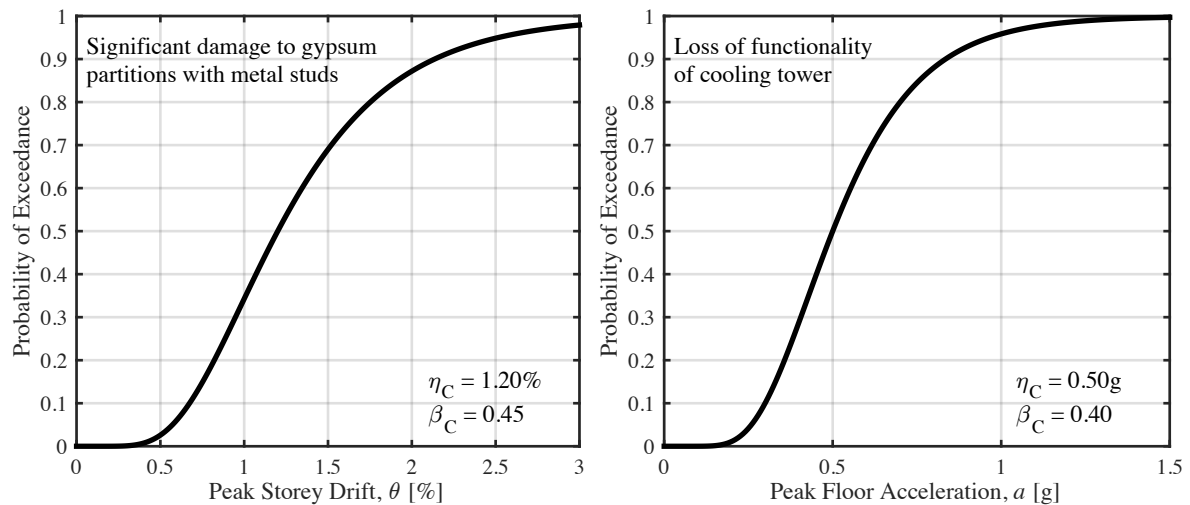 Significant damage to gypsum
partitions with metal studs
1
0.9
0.8
0.7
0.6
0.5
0.4
0.3
0.2
0.1
0
Probability of Exceedance
η_C = 1.20%
β_C = 0.45
0 0.5 1 1.5 2 2.5 3
Peak Storey Drift, θ [%]
Loss of functionality
of cooling tower
1
0.9
0.8
0.7
0.6
0.5
0.4
0.3
0.2
0.1
0
Probability of Exceedance
η_C = 0.50g
β_C = 0.40
0 0.5 1 1.5
Peak Floor Acceleration, a [g]